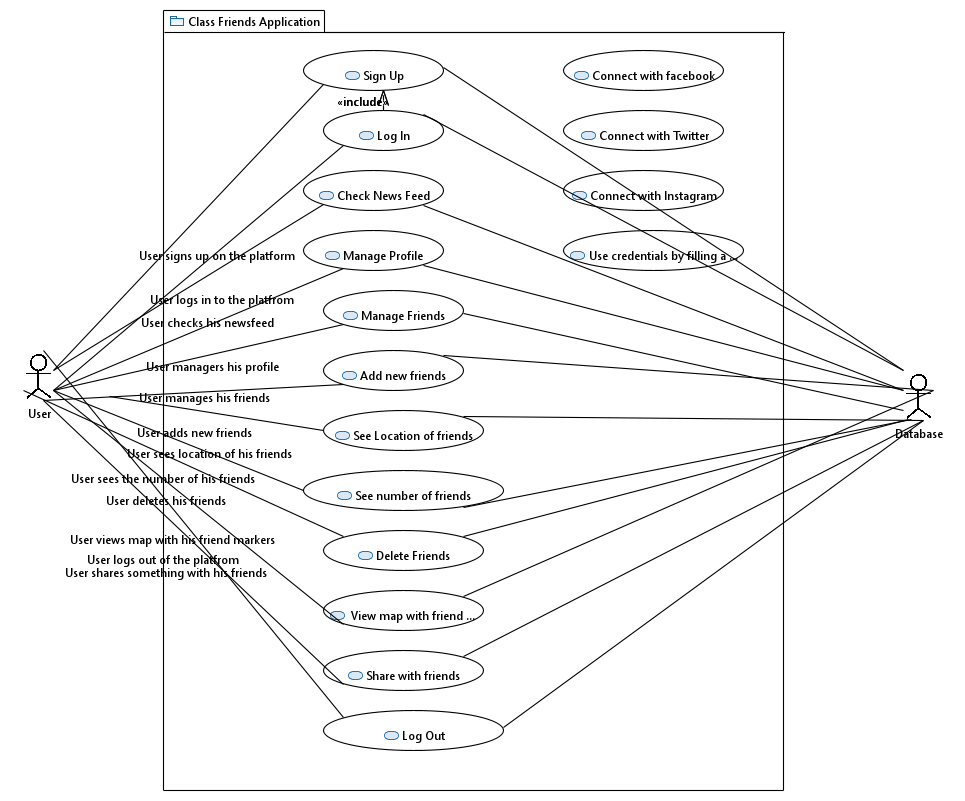 Class Friends Application
Sign Up
Connect with facebook
«include»
Log In
Connect with Twitter
Check News Feed
Connect with Instagram
Manage Profile
Use credentials by filling a ...
User signs up on the platform
User logs in to the platfrom
Manage Friends
User checks his newsfeed
User managers his profile
Add new friends
User manages his friends
User
Database
User adds new friends
See Location of friends
User sees location of his friends
User sees the number of his friends
See number of friends
User deletes his friends
User views map with his friend markers
Delete Friends
User logs out of the platfrom
User shares something with his friends
View map with friend ...
Share with friends
Log Out